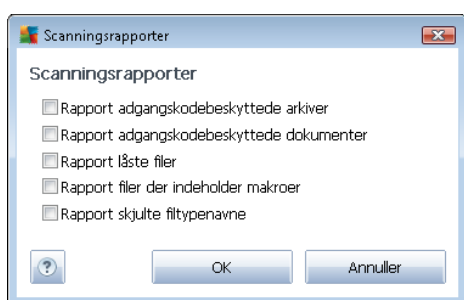 Scanningsrapporter
Scanningsrapporter
Rapport adgangskodebeskyttede arkiver
Rapport adgangskodebeskyttede dokumenter
Rapport låste filer
Rapport filer der indeholder makroer
Rapport skjulte filtypenavne
? OK Annuller